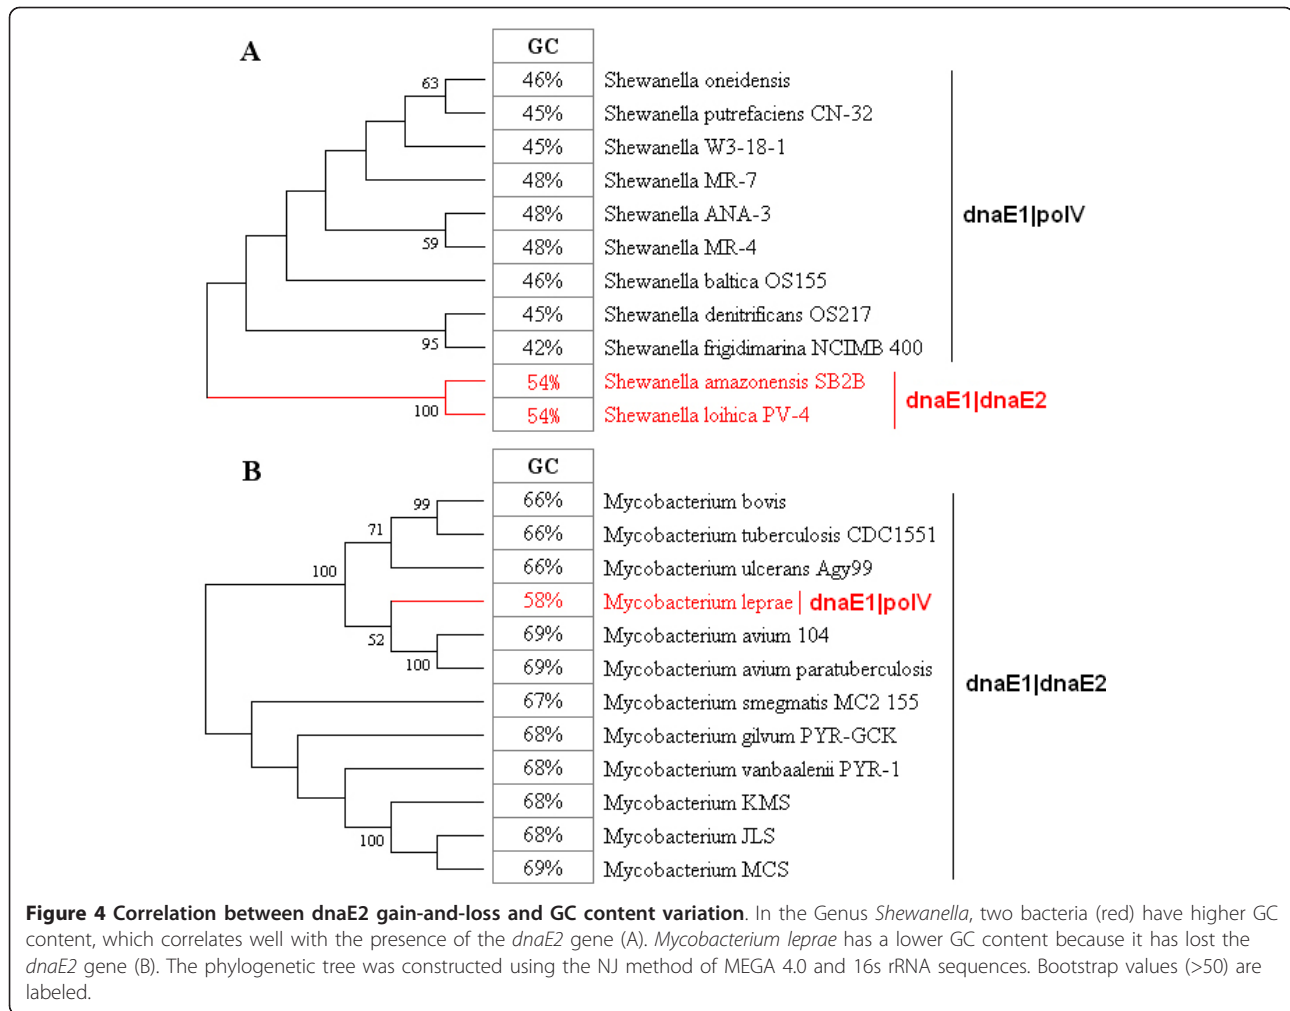 A
GC
63
46% Shewanella oneidensis
45% Shewanella putrefaciens CN-32
45% Shewanella W3-18-1
48% Shewanella MR-7
48% Shewanella ANA-3
dnaE1|polV
59
48% Shewanella MR-4
46% Shewanella baltica OS155
45% Shewanella denitrificans OS217
95
42% Shewanella frigidimarina NCIMB 400
54% Shewanella amazonensis SB2B
dnaE1|dnaE2
100
54% Shewanella loihica PV-4
B
GC
99
66% Mycobacterium bovis
71
66% Mycobacterium tuberculosis CDC1551
100
66% Mycobacterium ulcerans Agy99
58% Mycobacterium leprae dnaE1|polV
52
69% Mycobacterium avium 104
100
69% Mycobacterium avium paratuberculosis
dnaE1|dnaE2
67% Mycobacterium smegmatis MC2 155
68% Mycobacterium gilvum PYR-GCK
68% Mycobacterium vanbaalenii PYR-1
68% Mycobacterium KMS
100
68% Mycobacterium JLS
69% Mycobacterium MCS
Figure 4 Correlation between dnaE2 gain-and-loss and GC content variation. In the Genus Shewanella, two bacteria (red) have higher GC
content, which correlates well with the presence of the dnaE2 gene (A). Mycobacterium leprae has a lower GC content because it has lost the
dnaE2 gene (B). The phylogenetic tree was constructed using the NJ method of MEGA 4.0 and 16s rRNA sequences. Bootstrap values (>50) are
labeled.